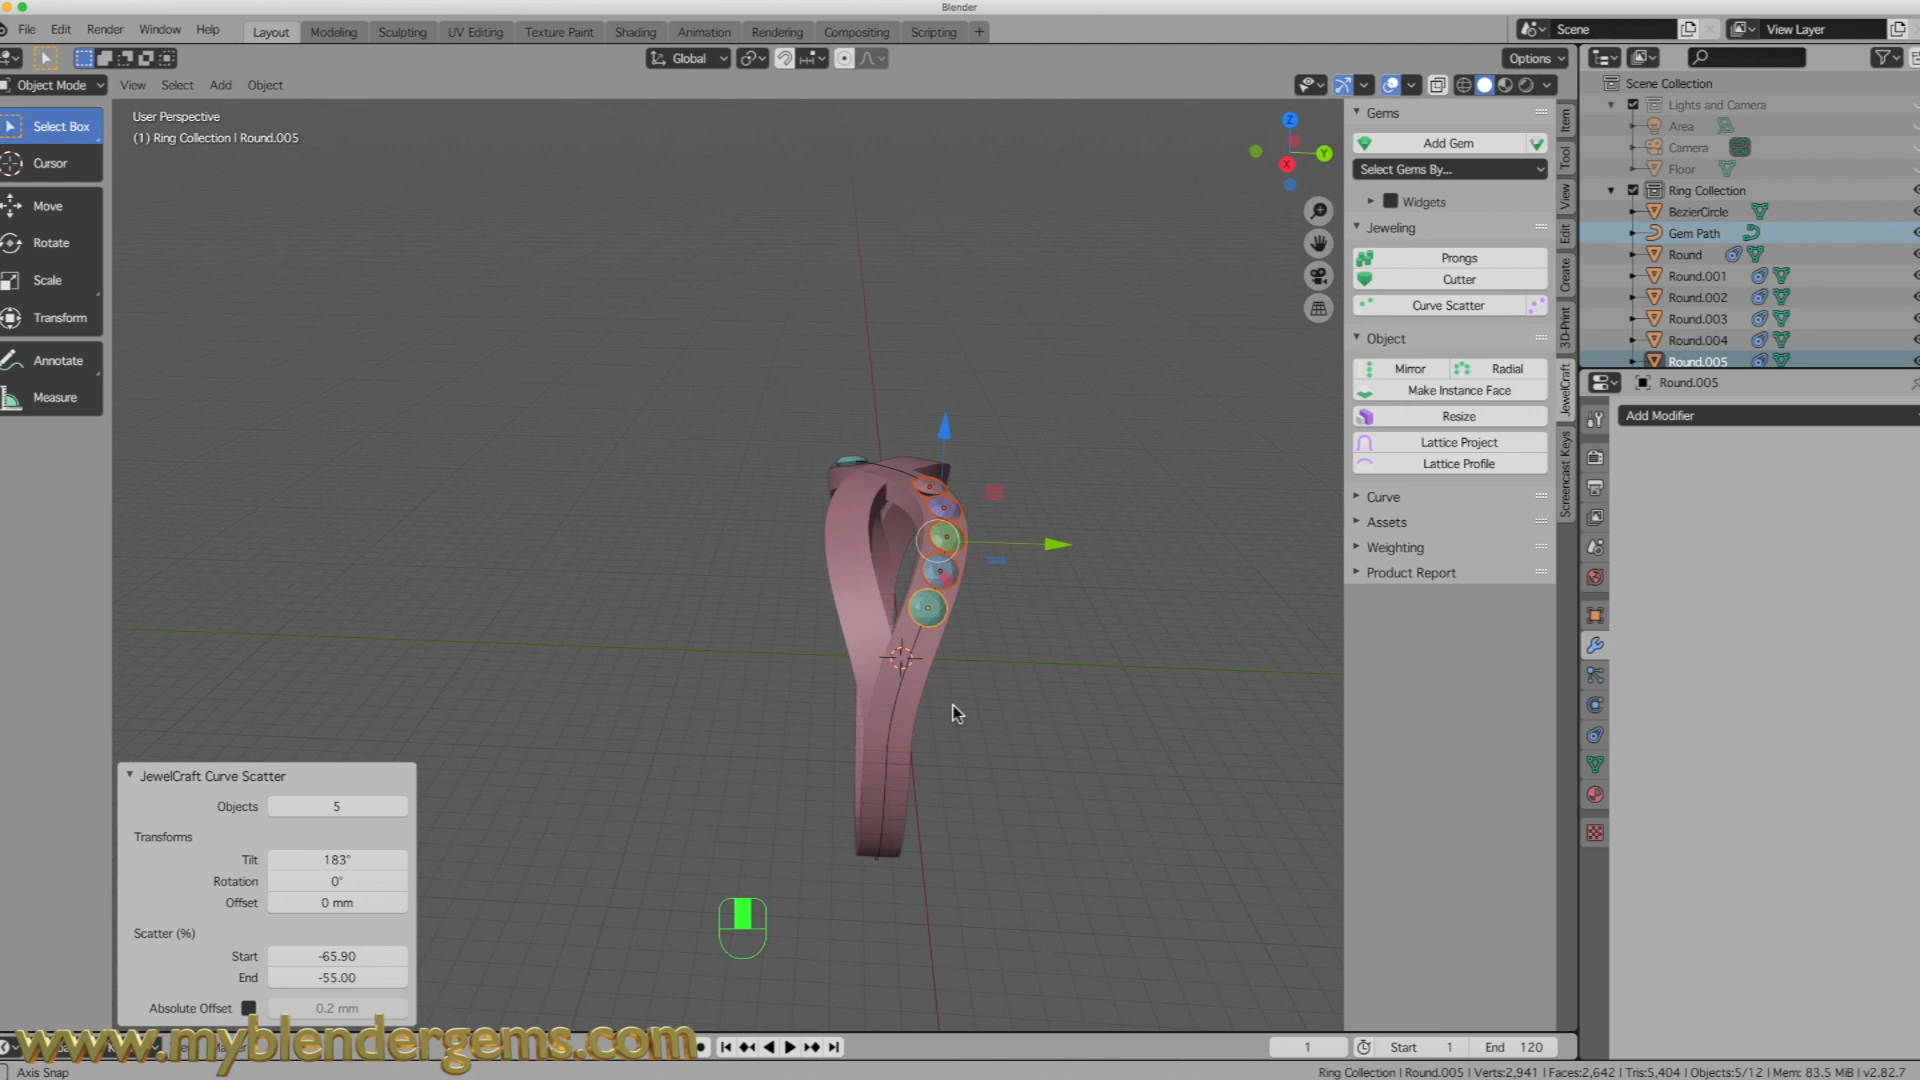 Blender
File Edit Render Window Help
Layout Modeling Sculpting UV Editing Texture Paint Shading Animation Rendering Compositing Scripting +
Scene
View Layer
Global
Options
Object Mode View Select Add Object
User Perspective
(1) Ring Collection | Round.005
Select Box
Cursor
Move
Rotate
Scale
Transform
Annotate
Measure
Z
Y
X
Gems
Add Gem
Select Gems By...
Widgets
Jeweling
Prongs
Cutter
Curve Scatter
Object
Mirror Radial
Make Instance Face
Resize
Lattice Project
Lattice Profile
Curve
Assets
Weighting
Product Report
Item
Tool
View
Edit
Create
3D-Print
JewelCraft
Screencast Keys
Scene Collection
Lights and Camera
Area
Camera
Floor
Ring Collection
BezierCircle
Gem Path
Round
Round.001
Round.002
Round.003
Round.004
Round.005
Round.005
Add Modifier
JewelCraft Curve Scatter
Objects 5
Transforms
Tilt 183°
Rotation 0°
Offset 0 mm
Scatter (%)
Start -65.90
End -55.00
Absolute Offset 0.2 mm
www.myblendergems.com
1 Start 1 End 120
Axis Snap
Ring Collection | Round.005 | Verts:2,941 | Faces:2,642 | Tris:5,404 | Objects:5/12 | Mem: 83.5 MiB | v2.82.7